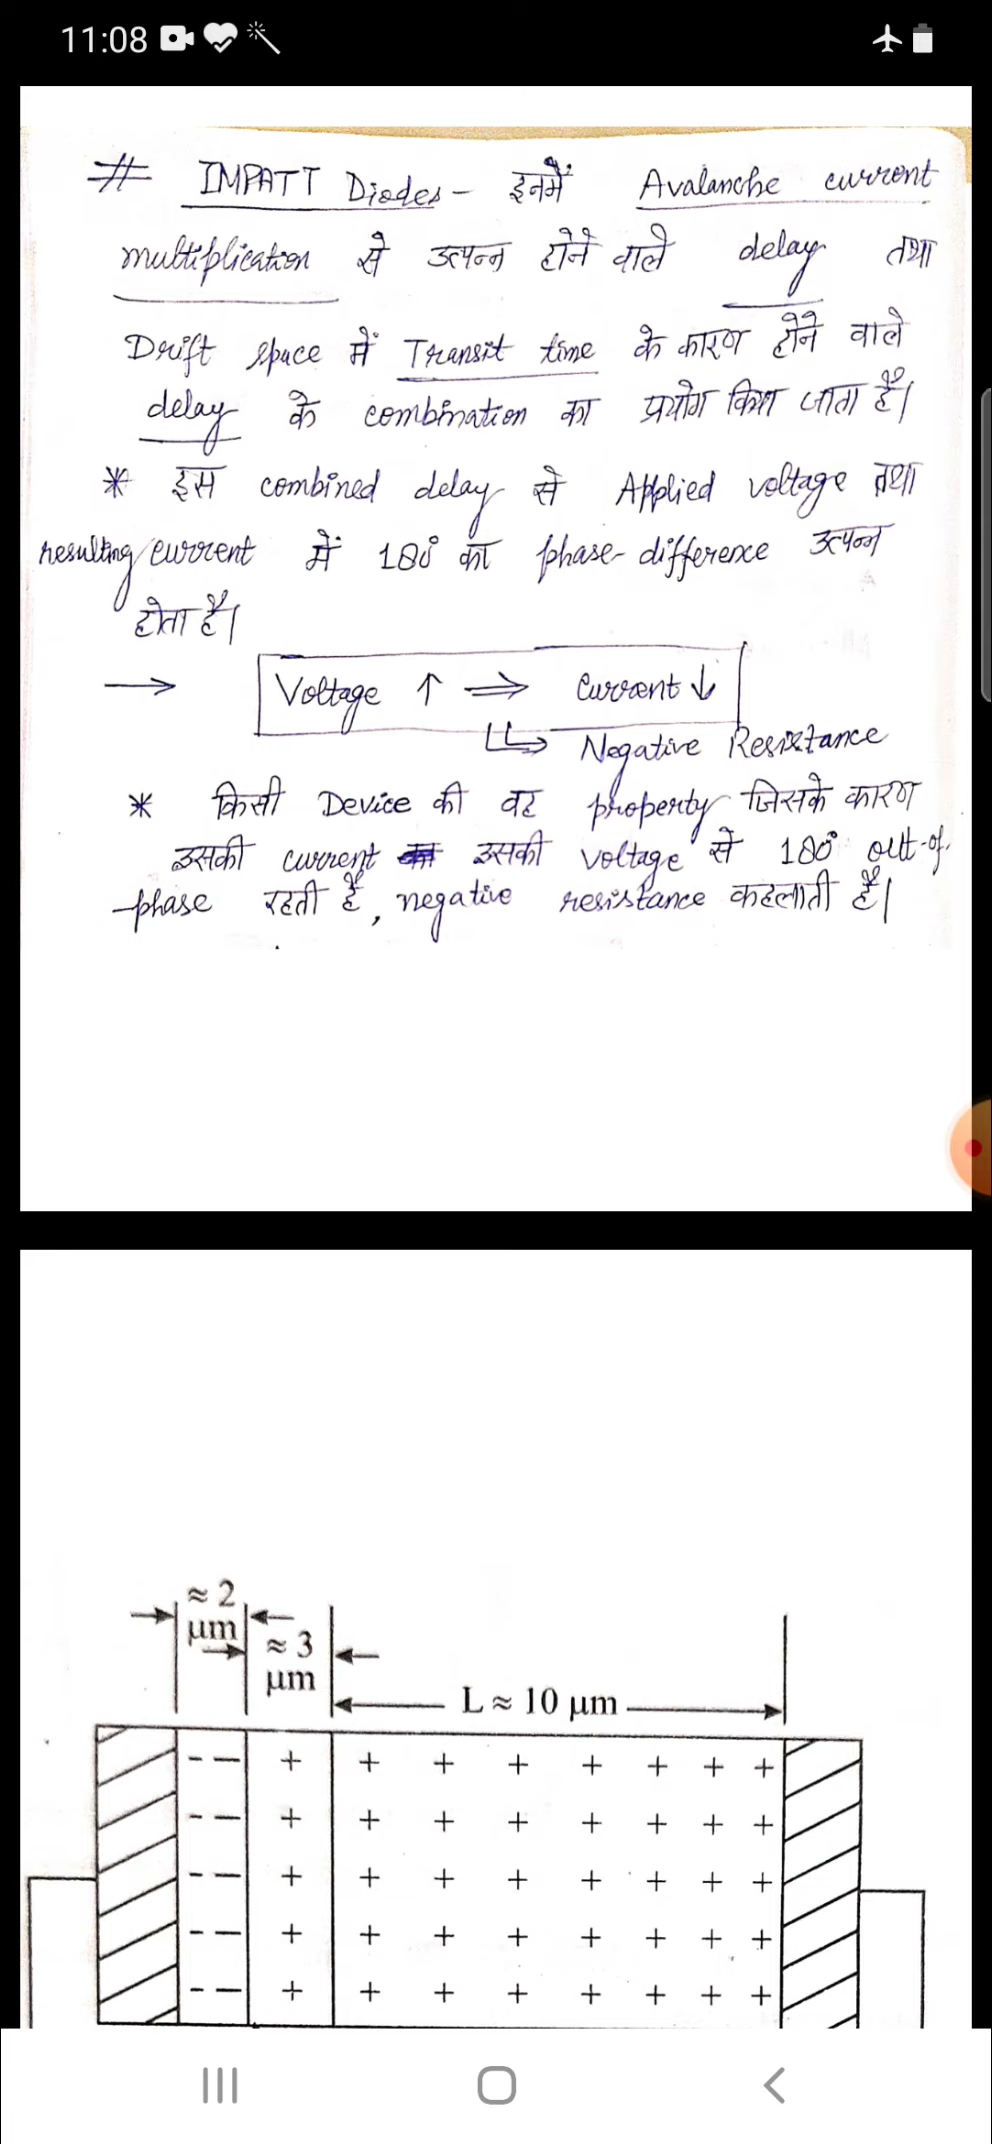 11:08
# IMPATT Diodes - इनमें Avalanche current
multiplication से उत्पन्न होने वाले delay तथा
Drift space में Transit time के कारण होने वाले
delay के combination का प्रयोग किया जाता है।
* इस combined delay से Applied voltage तथा
resulting current में 180° का phase-difference उत्पन्न
होता है।
→ Voltage ↑ ⇒ Current ↓
↳ Negative Resistance
* किसी Device की वह property जिसके कारण
उसकी current उसकी voltage से 180° out-of-
phase रहती है, negative resistance कहलाती है।
≈ 2
μm
≈ 3
μm
L ≈ 10 μm
- - + + + + + + + +
- - + + + + + + + +
- - + + + + + + + +
- - + + + + + + + +
- - + + + + + + + +